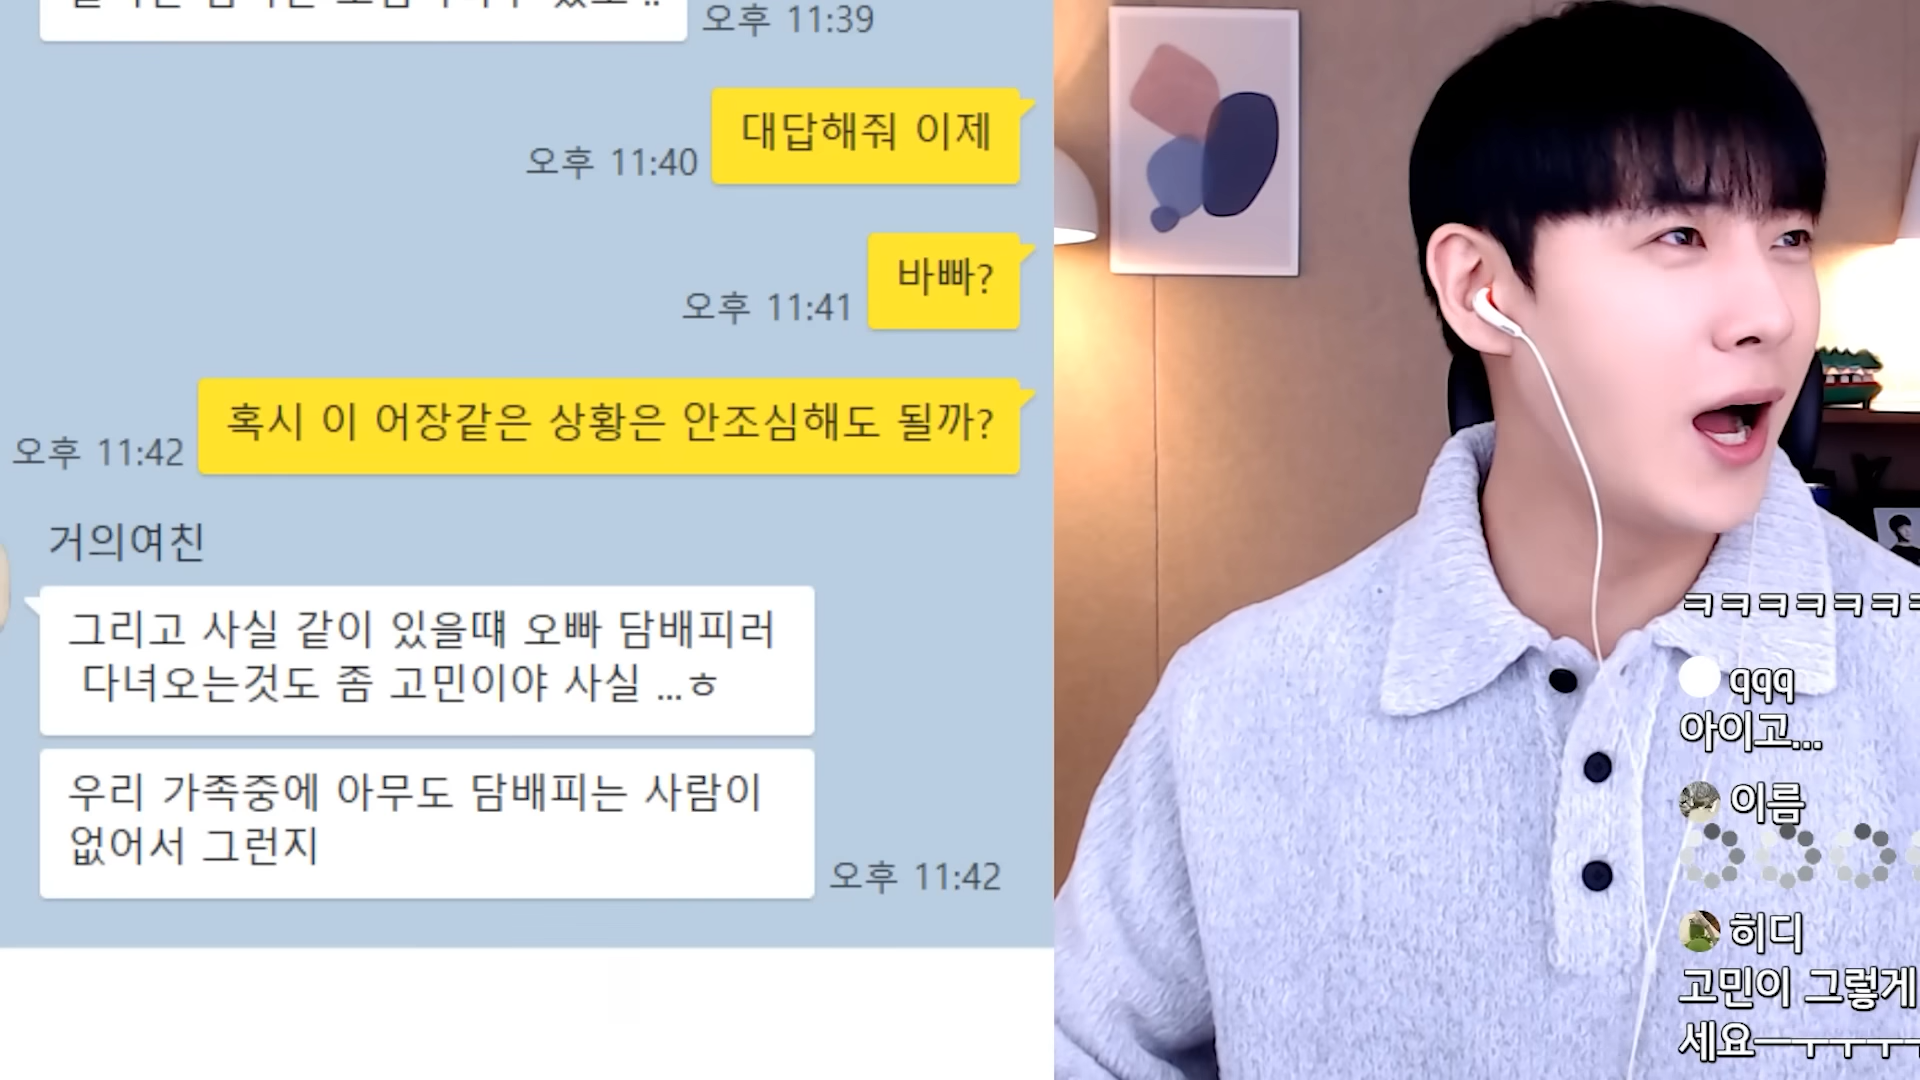 오후 11:39
대답해줘 이제
오후 11:40
바빠?
오후 11:41
혹시 이 어장같은 상황은 안조심해도 될까?
오후 11:42
거의여친
그리고 사실 같이 있을떄 오빠 담배피러
다녀오는것도 좀 고민이야 사실 ...ㅎ
우리 가족중에 아무도 담배피는 사람이
없어서 그런지
오후 11:42
ㅋㅋㅋㅋㅋㅋㅋ
qqq
아이고...
이름
히디
고민이 그렇게
세요ㅡㅜㅜㅜㅜ